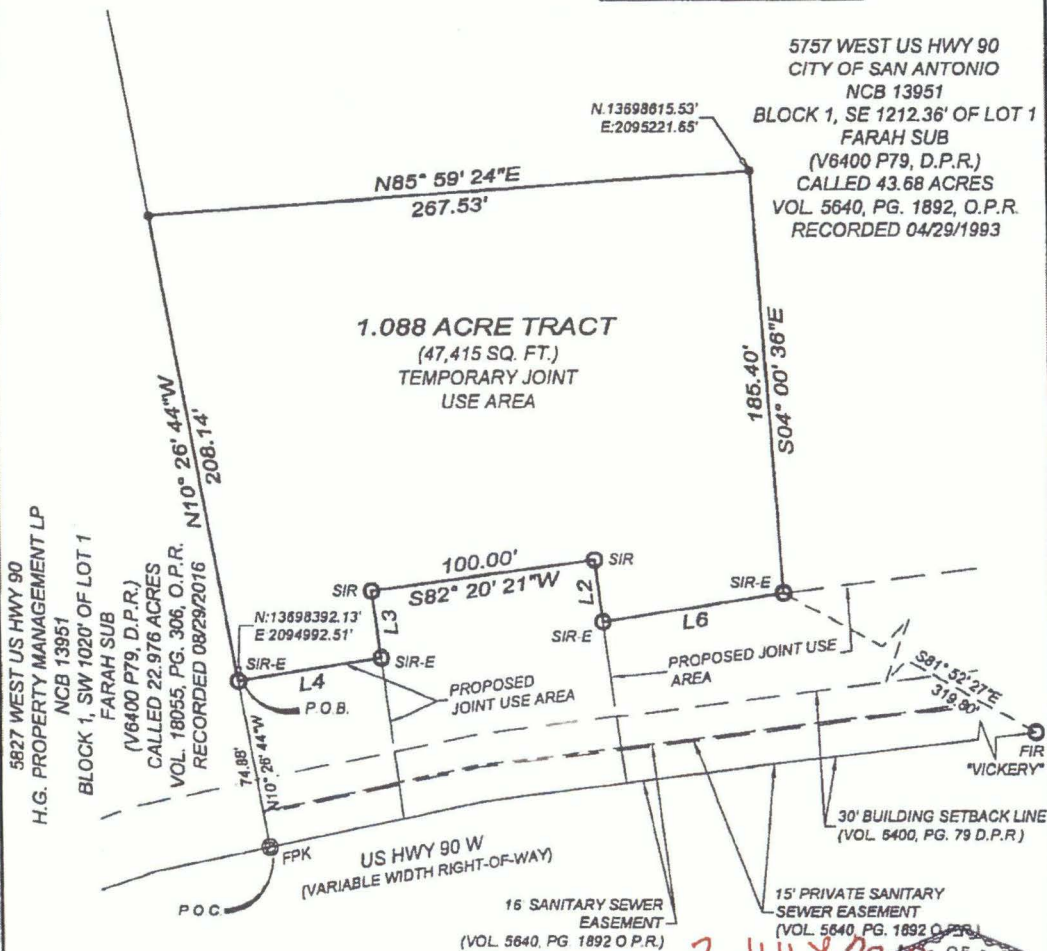 5757 WEST US HWY 90
CITY OF SAN ANTONIO
NCB 13951
BLOCK 1, SE 1212.36' OF LOT 1
FARAH SUB
(V6400 P79, D.P.R.)
CALLED 43.68 ACRES
VOL. 5640, PG. 1892, O.P.R.
RECORDED 04/29/1993
N.13698615.53'
E:2095221.65'
N85° 59' 24"E
267.53'
1.088 ACRE TRACT
(47,415 SQ. FT.)
TEMPORARY JOINT
USE AREA
185.40'
S04° 00' 36"E
N10° 26' 44"W
208.14'
5827 WEST US HWY 90
H.G. PROPERTY MANAGEMENT LP
NCB 13951
BLOCK 1, SW 1020' OF LOT 1
FARAH SUB
(V6400 P79, D.P.R.)
CALLED 22.976 ACRES
VOL. 18055, PG. 306, O.P.R.
RECORDED 08/29/2016
100.00'
S82° 20' 21"W
SIR
SIR
L3
L2
SIR-E
SIR-E
L6
N:13698392.13'
E:2094992.51'
SIR-E
SIR-E
L4
P.O.B.
PROPOSED
JOINT USE AREA
PROPOSED JOINT USE
AREA
S81° 52' 27"E
319.80'
74.88'
N10° 26' 44"W
FIR
"VICKERY"
FPK
US HWY 90 W
(VARIABLE WIDTH RIGHT-OF-WAY)
P.O.C.
30' BUILDING SETBACK LINE
(VOL. 6400, PG. 79 D.P.R.)
16' SANITARY SEWER
EASEMENT
(VOL. 5640, PG. 1892 O.P.R.)
15' PRIVATE SANITARY
SEWER EASEMENT
(VOL. 5640, PG. 1892 O.P.R.)